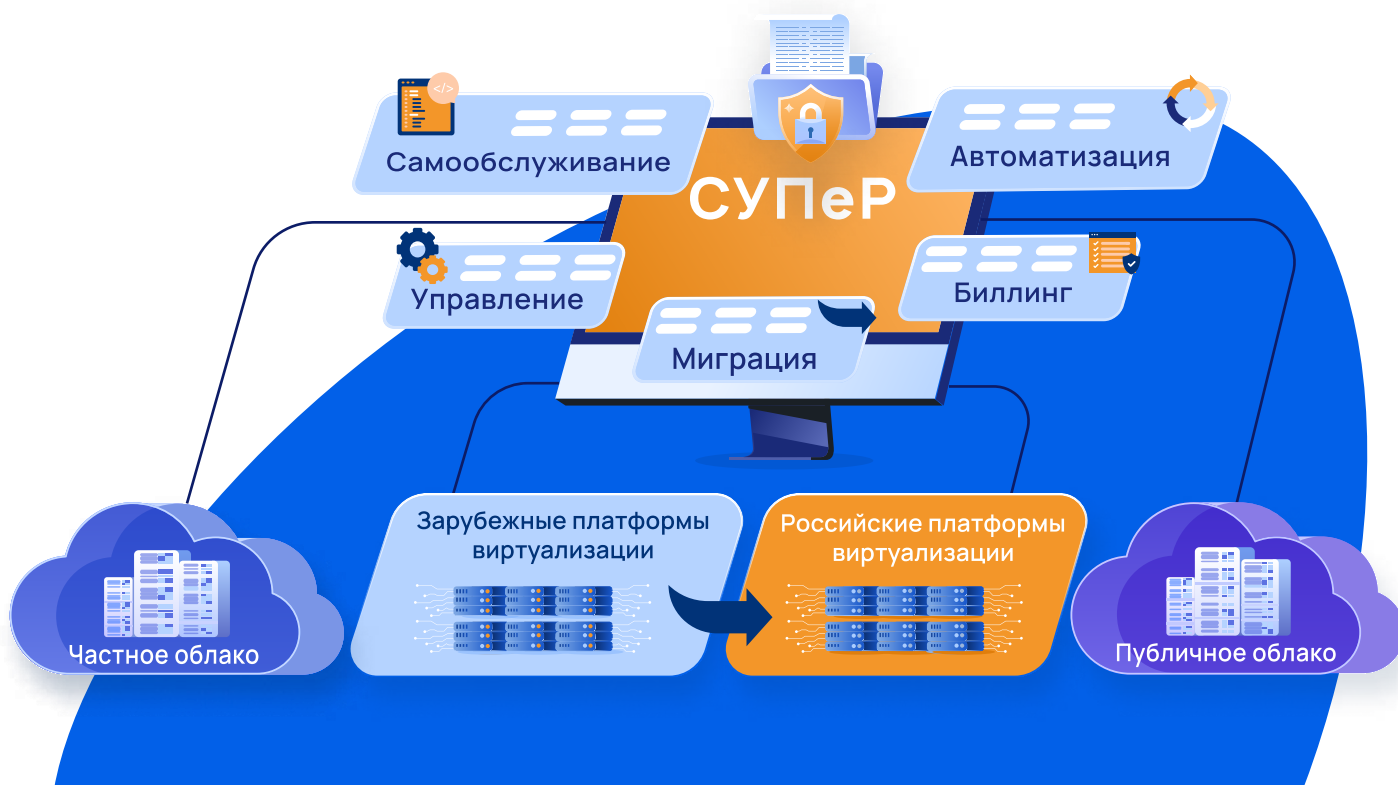 Самообслуживание
Автоматизация
СУПеР
Управление
Биллинг
Миграция
Зарубежные платформы
виртуализации
Российские платформы
виртуализации
Частное облако
Публичное облако